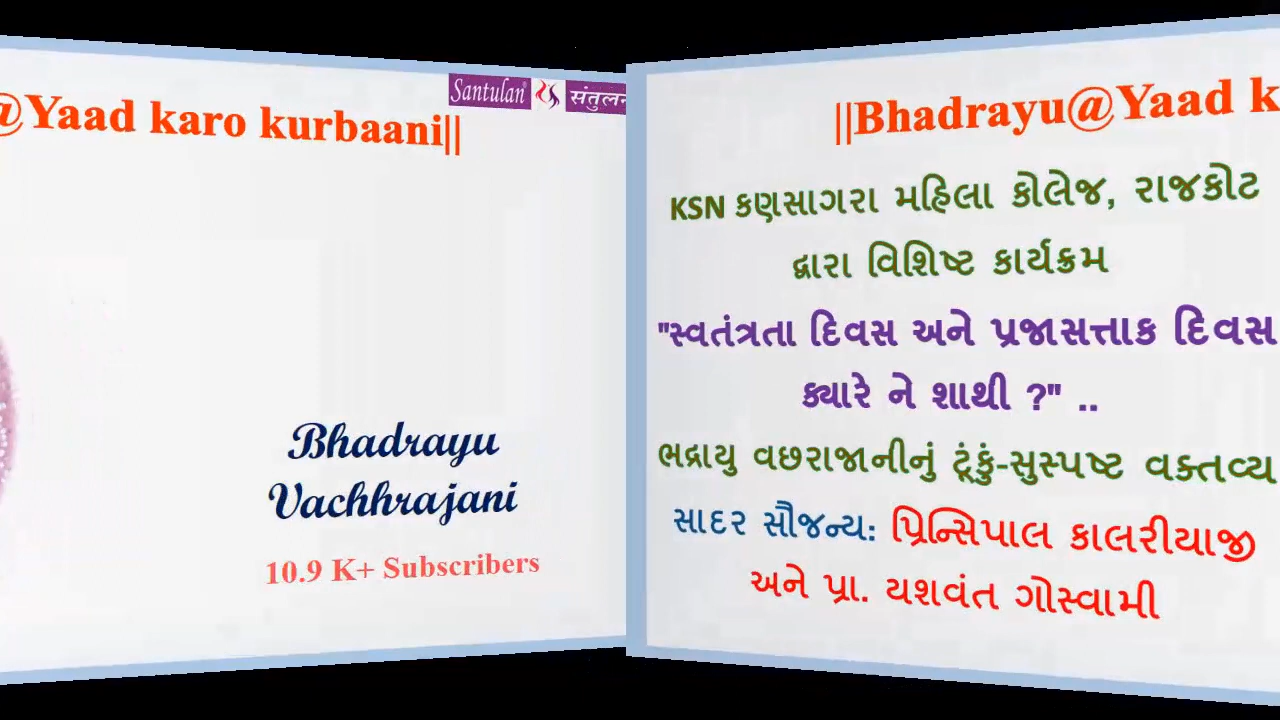 Santulan® संतुलन
@Yaad karo kurbaani||
Bhadrayu
Vachhrajani
10.9 K+ Subscribers
||Bhadrayu@Yaad k
KSN કણસાગરા મહિલા કોલેજ, રાજકોટ
દ્વારા વિશિષ્ટ કાર્યક્રમ
"સ્વતંત્રતા દિવસ અને પ્રજાસત્તાક દિવસ
ક્યારે ને શાથી ?" ..
ભદ્રાયુ વછરાજાનીનું ટૂંકું-સુસ્પષ્ટ વક્તવ્ય
સાદર સૌજન્ય: પ્રિન્સિપાલ કાલરીયાજી
અને પ્રા. યશવંત ગોસ્વામી